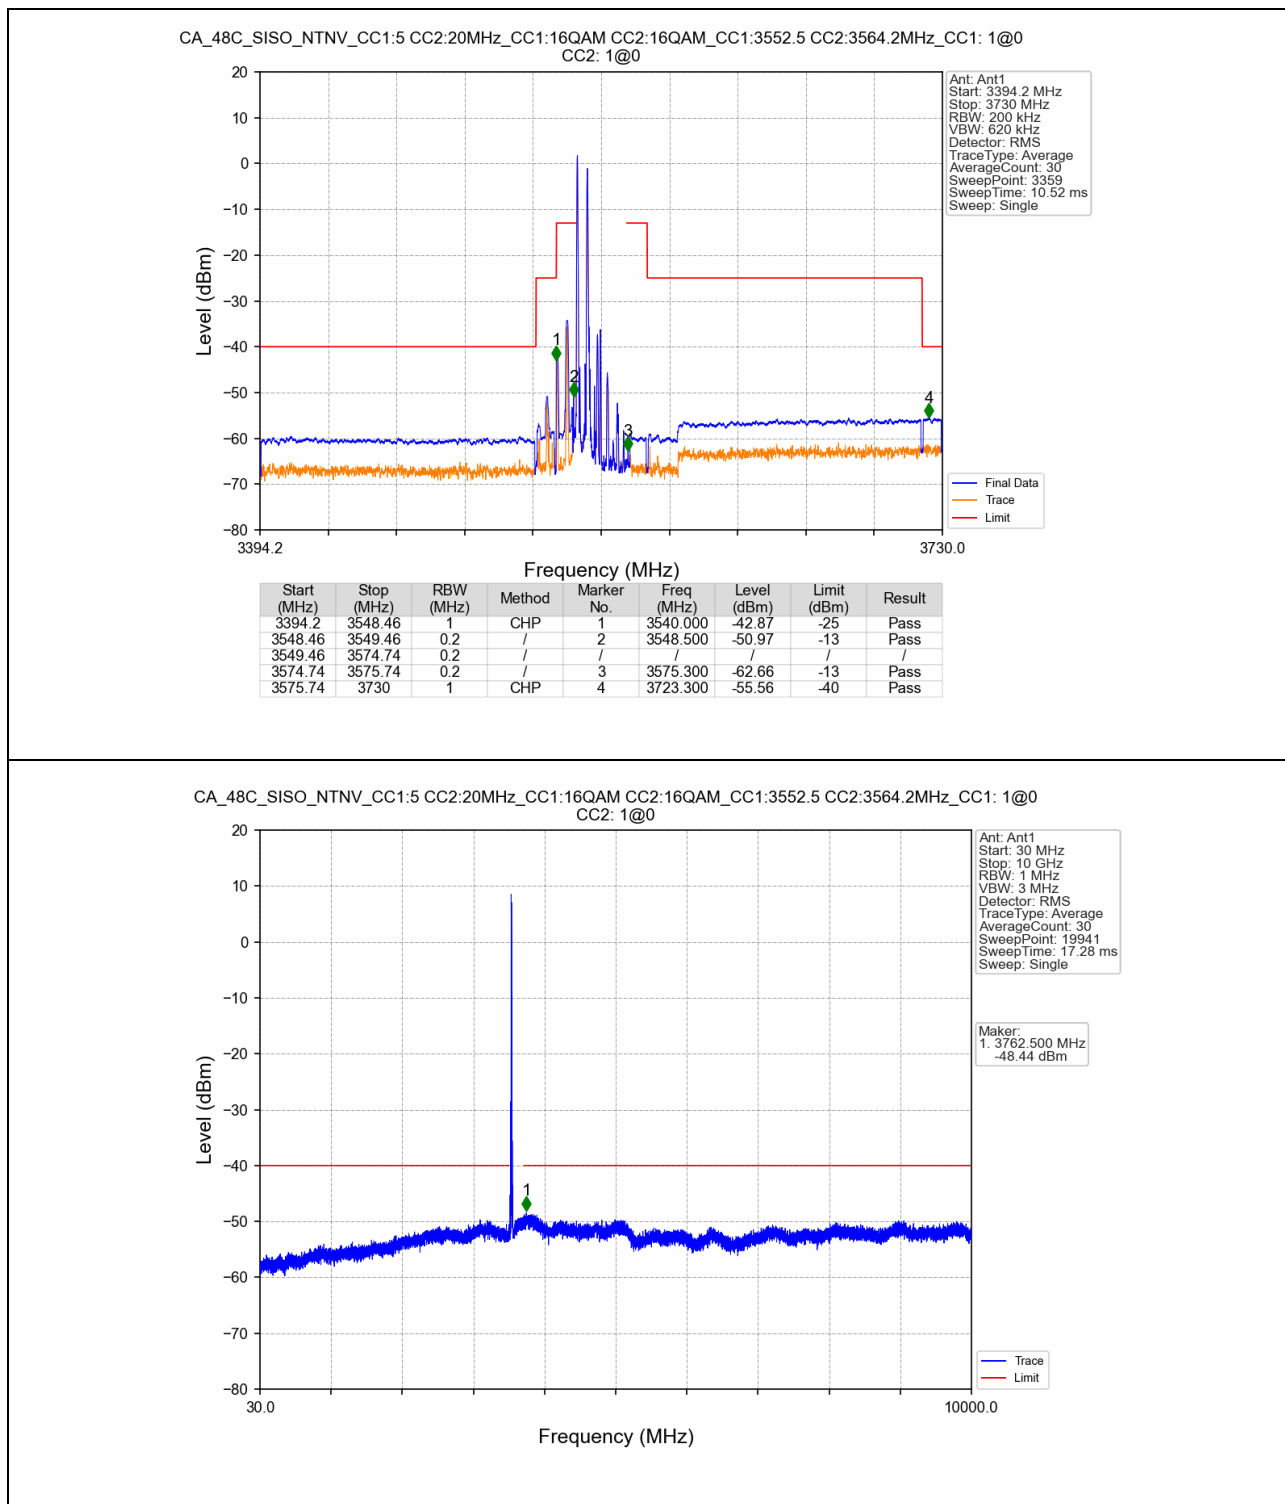 CA_48C_SISO_NTNV_CC1:5 CC2:20MHz_CC1:16QAM CC2:16QAM_CC1:3552.5 CC2:3564.2MHz_CC1: 1@0
CC2: 1@0
Ant: Ant1
Start: 3394.2 MHz
Stop: 3730 MHz
RBW: 200 kHz
VBW: 620 kHz
Detector: RMS
TraceType: Average
AverageCount: 30
SweepPoint: 3359
SweepTime: 10.52 ms
Sweep: Single
Level (dBm)
20
10
0
−10
−20
−30
−40
−50
−60
−70
−80
1
2
3
4
Final Data
Trace
Limit
3394.2 3730.0
Frequency (MHz)
Start (MHz) Stop (MHz) RBW (MHz) Method Marker No. Freq (MHz) Level (dBm) Limit (dBm) Result
3394.2 3548.46 1 CHP 1 3540.000 -42.87 -25 Pass
3548.46 3549.46 0.2 / 2 3548.500 -50.97 -13 Pass
3549.46 3574.74 0.2 / / / / / /
3574.74 3575.74 0.2 / 3 3575.300 -62.66 -13 Pass
3575.74 3730 1 CHP 4 3723.300 -55.56 -40 Pass
CA_48C_SISO_NTNV_CC1:5 CC2:20MHz_CC1:16QAM CC2:16QAM_CC1:3552.5 CC2:3564.2MHz_CC1: 1@0
CC2: 1@0
Ant: Ant1
Start: 30 MHz
Stop: 10 GHz
RBW: 1 MHz
VBW: 3 MHz
Detector: RMS
TraceType: Average
AverageCount: 30
SweepPoint: 19941
SweepTime: 17.28 ms
Sweep: Single
Maker:
1. 3762.500 MHz
-48.44 dBm
Level (dBm)
20
10
0
−10
−20
−30
−40
−50
−60
−70
−80
1
Trace
Limit
30.0 10000.0
Frequency (MHz)